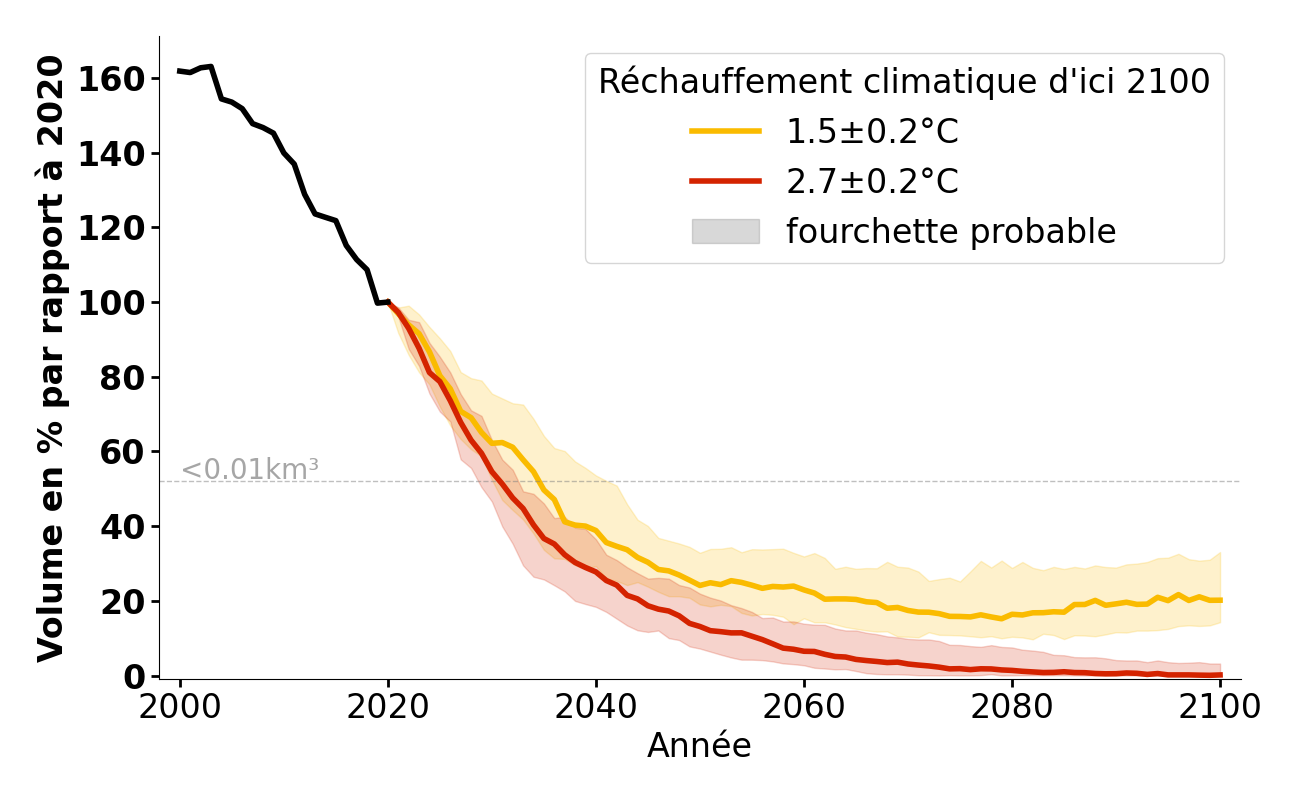 Volume en % par rapport à 2020
160
140
120
100
80
60
40
20
0
<0.01km³
Réchauffement climatique d'ici 2100
1.5±0.2°C
2.7±0.2°C
fourchette probable
2000 2020 2040 2060 2080 2100
Année